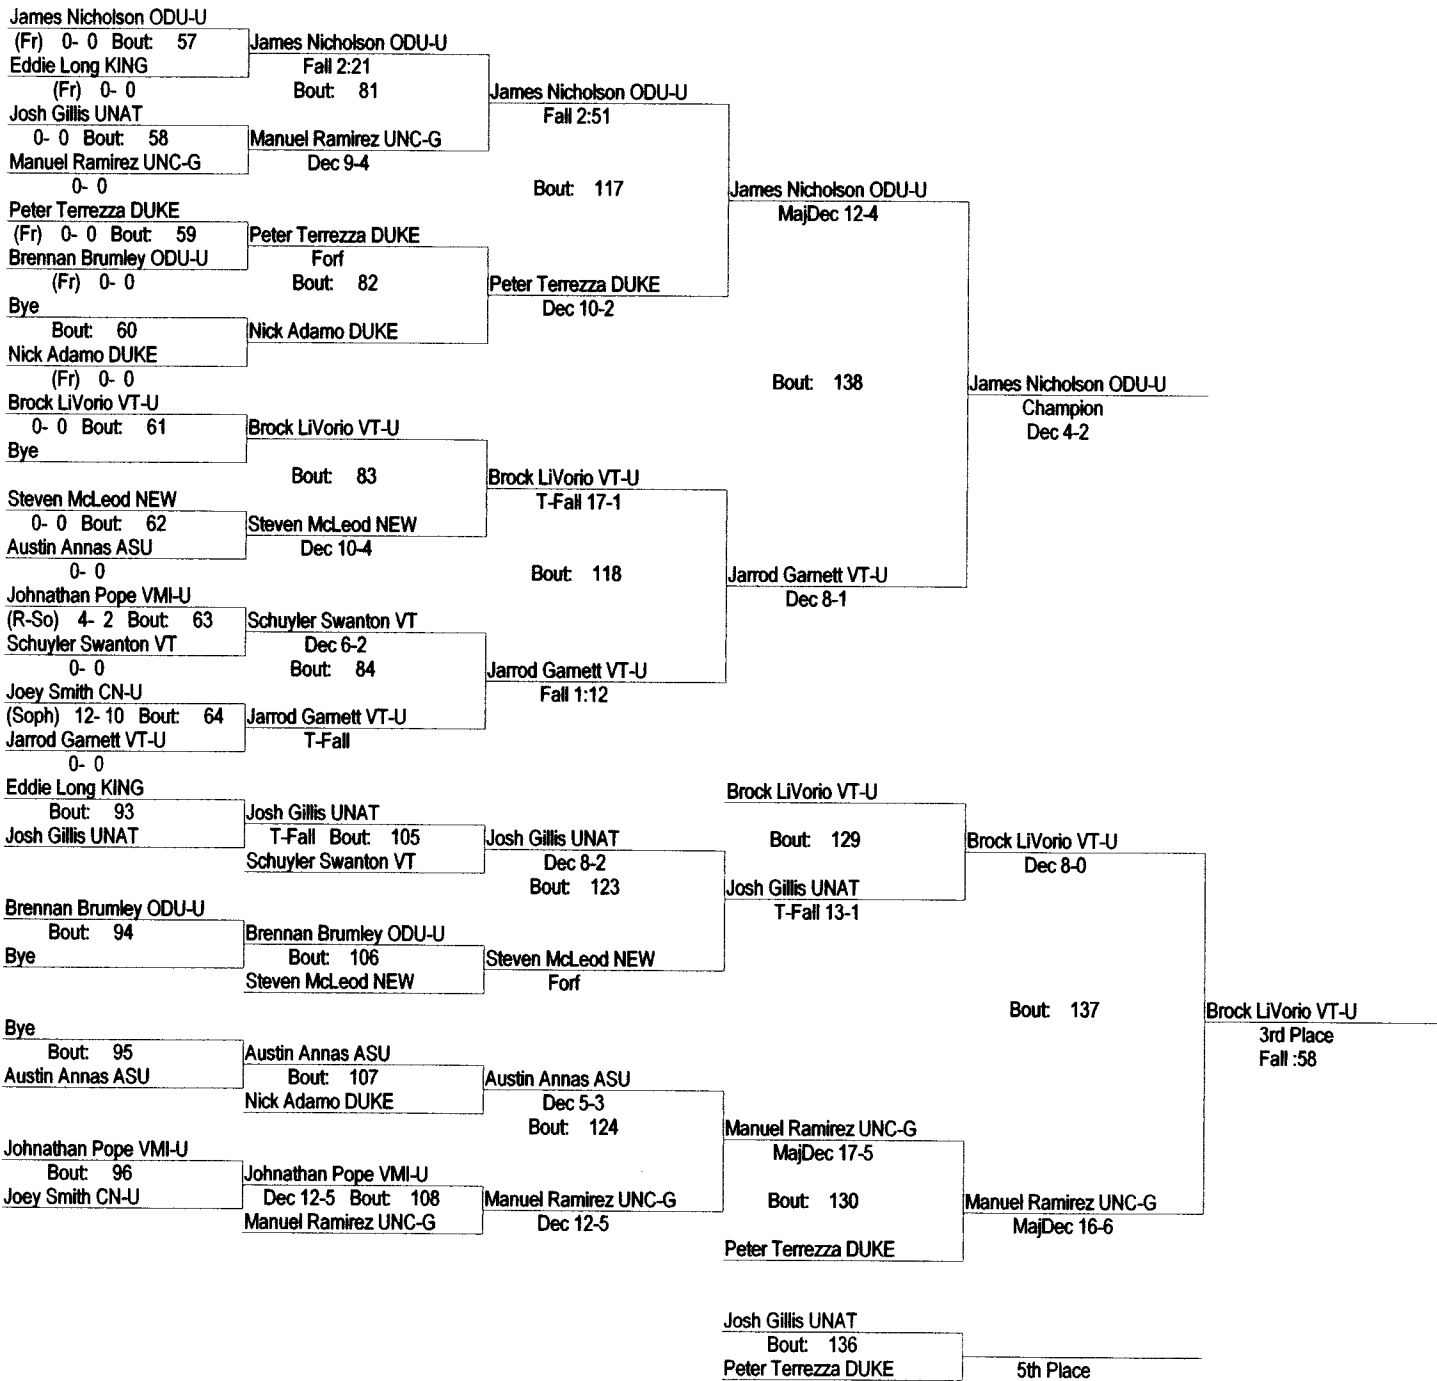 James Nicholson ODU-U
(Fr) 0- 0 Bout: 57
Eddie Long KING
(Fr) 0- 0
Josh Gillis UNAT
0- 0 Bout: 58
Manuel Ramirez UNC-G
0- 0
Peter Terrezza DUKE
(Fr) 0- 0 Bout: 59
Brennan Brumley ODU-U
(Fr) 0- 0
Bye
Bout: 60
Nick Adamo DUKE
(Fr) 0- 0
Brock LiVorio VT-U
0- 0 Bout: 61
Bye
Steven McLeod NEW
0- 0 Bout: 62
Austin Annas ASU
0- 0
Johnathan Pope VMI-U
(R-So) 4- 2 Bout: 63
Schuyler Swanton VT
0- 0
Joey Smith CN-U
(Soph) 12- 10 Bout: 64
Jarrod Garnett VT-U
0- 0
James Nicholson ODU-U
Fall 2:21
Bout: 81
Manuel Ramirez UNC-G
Dec 9-4
Peter Terrezza DUKE
Forf
Bout: 82
Nick Adamo DUKE
Brock LiVorio VT-U
Bout: 83
Steven McLeod NEW
Dec 10-4
Schuyler Swanton VT
Dec 6-2
Bout: 84
Jarrod Garnett VT-U
T-Fall
James Nicholson ODU-U
Fall 2:51
Bout: 117
Peter Terrezza DUKE
Dec 10-2
Brock LiVorio VT-U
T-Fall 17-1
Bout: 118
Jarrod Garnett VT-U
Fall 1:12
James Nicholson ODU-U
MajDec 12-4
Bout: 138
Jarrod Garnett VT-U
Dec 8-1
James Nicholson ODU-U
Champion
Dec 4-2
Eddie Long KING
Bout: 93
Josh Gillis UNAT
Brennan Brumley ODU-U
Bout: 94
Bye
Bye
Bout: 95
Austin Annas ASU
Johnathan Pope VMI-U
Bout: 96
Joey Smith CN-U
Josh Gillis UNAT
T-Fall Bout: 105
Schuyler Swanton VT
Brennan Brumley ODU-U
Bout: 106
Steven McLeod NEW
Austin Annas ASU
Bout: 107
Nick Adamo DUKE
Johnathan Pope VMI-U
Dec 12-5 Bout: 108
Manuel Ramirez UNC-G
Josh Gillis UNAT
Dec 8-2
Bout: 123
Steven McLeod NEW
Forf
Austin Annas ASU
Dec 5-3
Bout: 124
Manuel Ramirez UNC-G
Dec 12-5
Brock LiVorio VT-U
Bout: 129
Josh Gillis UNAT
T-Fall 13-1
Manuel Ramirez UNC-G
MajDec 17-5
Bout: 130
Peter Terrezza DUKE
Brock LiVorio VT-U
Dec 8-0
Bout: 137
Manuel Ramirez UNC-G
MajDec 16-6
Brock LiVorio VT-U
3rd Place
Fall :58
Josh Gillis UNAT
Bout: 136
Peter Terrezza DUKE
5th Place